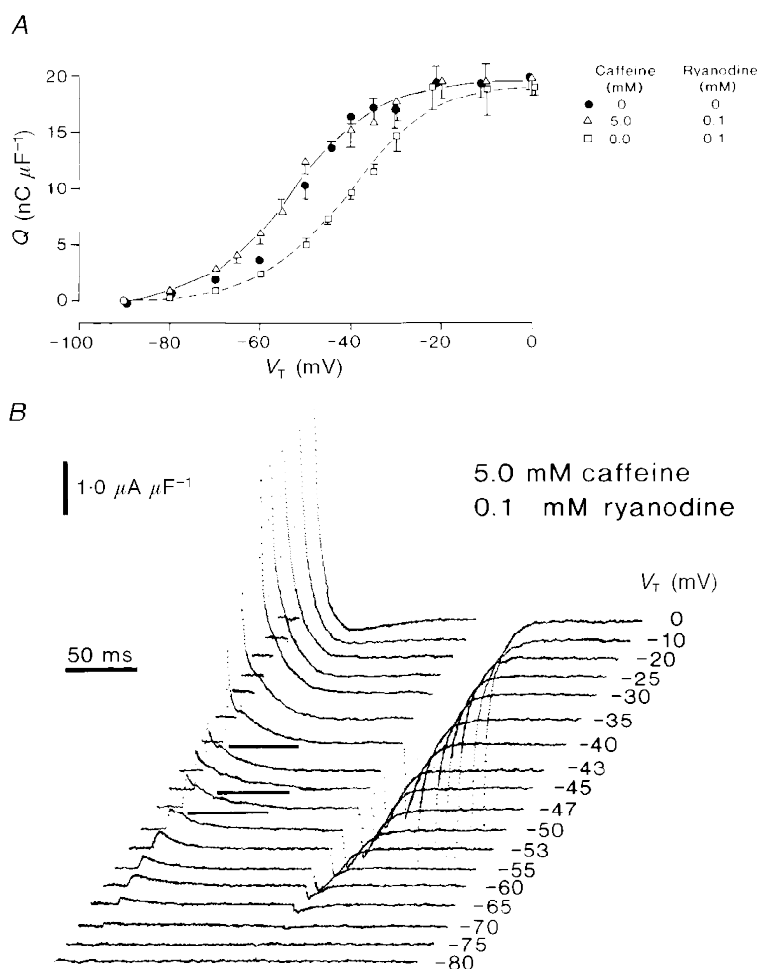 A
Caffeine (mM) Ryanodine (mM)
0 0
5.0 0.1
0.0 0.1
Q (nC μF⁻¹)
20
15
10
5
0
−100 −80 −60 −40 −20 0
V_T (mV)
B
1·0 μA μF⁻¹
5.0 mM caffeine
0.1 mM ryanodine
V_T (mV)
50 ms
0
−10
−20
−25
−30
−35
−40
−43
−45
−47
−50
−53
−55
−60
−65
−70
−75
−80